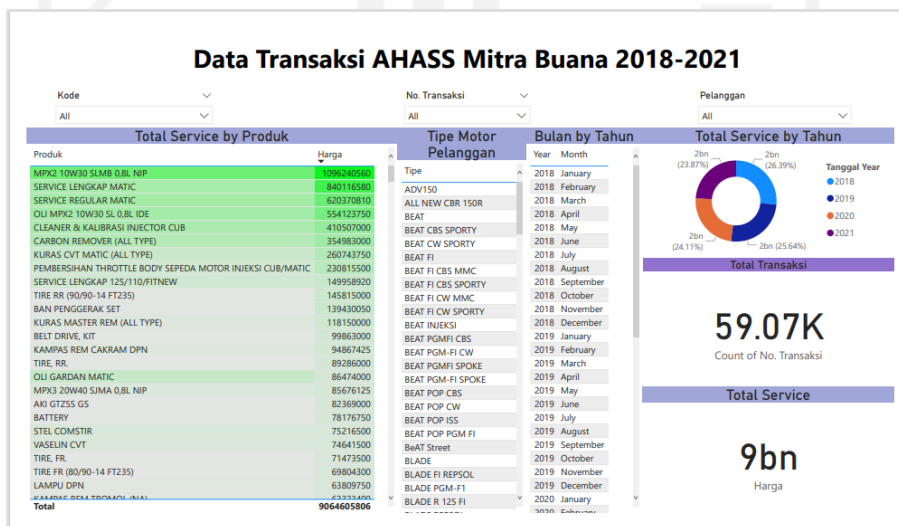 Data Transaksi AHASS Mitra Buana 2018-2021
Kode
All
No. Transaksi
All
Pelanggan
All
Total Service by Produk
Produk Harga
MPX2 10W30 SLMB 0,8L NIP 1096240560
SERVICE LENGKAP MATIC 840116580
SERVICE REGULAR MATIC 620370810
OLI MPX2 10W30 SL 0,8L IDE 554123750
CLEANER & KALIBRASI INJECTOR CUB 410507000
CARBON REMOVER (ALL TYPE) 354983000
KURAS CVT MATIC (ALL TYPE) 260743750
PEMBERSIHAN THROTTLE BODY SEPEDA MOTOR INJEKSI CUB/MATIC 230815500
SERVICE LENGKAP 125/110/FITNEW 149958920
TIRE RR (90/90-14 FT235) 145815000
BAN PENGGERAK SET 139430050
KURAS MASTER REM (ALL TYPE) 118150000
BELT DRIVE, KIT 99863000
KAMPAS REM CAKRAM DPN 94867425
TIRE, RR. 89286000
OLI GARDAN MATIC 86474000
MPX3 20W40 SJMA 0,8L NIP 85676125
AKI GTZ5S GS 82369000
BATTERY 78176750
STEL COMSTIR 75216500
VASELIN CVT 74641500
TIRE, FR. 71473500
TIRE FR (80/90-14 FT235) 69804300
LAMPU DPN 63809750
KAMPAS REM TROMOL (NA)
Total 9064605806
Tipe Motor
Pelanggan
Tipe
ADV150
ALL NEW CBR 150R
BEAT
BEAT CBS SPORTY
BEAT CW SPORTY
BEAT FI
BEAT FI CBS MMC
BEAT FI CBS SPORTY
BEAT FI CW MMC
BEAT FI CW SPORTY
BEAT INJEKSI
BEAT PGMFI CBS
BEAT PGM-FI CW
BEAT PGMFI SPOKE
BEAT PGM-FI SPOKE
BEAT POP CBS
BEAT POP CW
BEAT POP ISS
BEAT POP PGM FI
BeAT Street
BLADE
BLADE FI REPSOL
BLADE PGM-F1
BLADE R 125 FI
Bulan by Tahun
Year Month
2018 January
2018 February
2018 March
2018 April
2018 May
2018 June
2018 July
2018 August
2018 September
2018 October
2018 November
2018 December
2019 January
2019 February
2019 March
2019 April
2019 May
2019 June
2019 July
2019 August
2019 September
2019 October
2019 November
2019 December
2020 January
2020 February
Total Service by Tahun
2bn
(23.87%)
2bn
(26.39%)
2bn
(24.11%)
2bn (25.64%)
Tanggal Year
2018
2019
2020
2021
Total Transaksi
59.07K
Count of No. Transaksi
Total Service
9bn
Harga